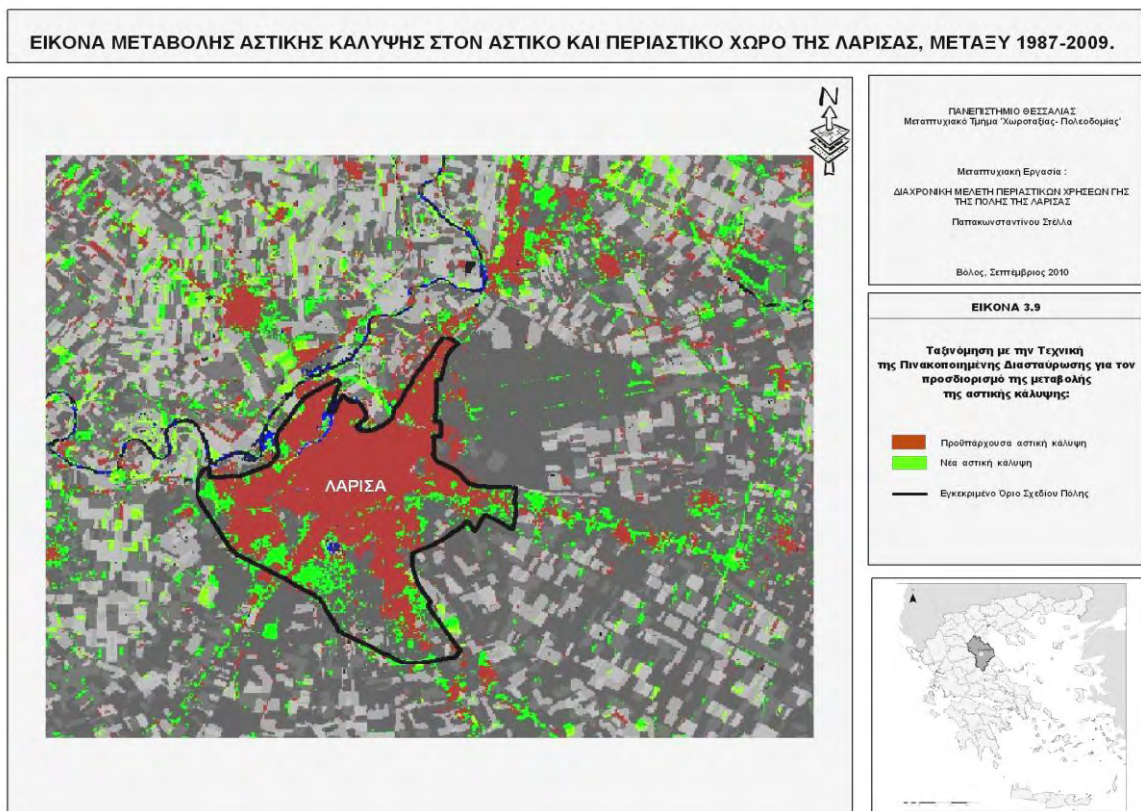 ΕΙΚΟΝΑ ΜΕΤΑΒΟΛΗΣ ΑΣΤΙΚΗΣ ΚΑΛΥΨΗΣ ΣΤΟΝ ΑΣΤΙΚΟ ΚΑΙ ΠΕΡΙΑΣΤΙΚΟ ΧΩΡΟ ΤΗΣ ΛΑΡΙΣΑΣ, ΜΕΤΑΞΥ 1987-2009.
N
ΛΑΡΙΣΑ
ΠΑΝΕΠΙΣΤΗΜΙΟ ΘΕΣΣΑΛΙΑΣ
Μεταπτυχιακό Τμήμα 'Χωροταξίας- Πολεοδομίας'
Μεταπτυχιακή Εργασία :
ΔΙΑΧΡΟΝΙΚΗ ΜΕΛΕΤΗ ΠΕΡΙΑΣΤΙΚΩΝ ΧΡΗΣΕΩΝ ΓΗΣ
ΤΗΣ ΠΟΛΗΣ ΤΗΣ ΛΑΡΙΣΑΣ
Παπακωνσταντίνου Στέλλα
Βόλος, Σεπτέμβριος 2010
ΕΙΚΟΝΑ 3.9
Ταξινόμηση με την Τεχνική
της Πινακοποιημένης Διασταύρωσης για τον
προσδιορισμό της μεταβολής
της αστικής κάλυψης:
Προϋπάρχουσα αστική κάλυψη
Νέα αστική κάλυψη
Εγκεκριμένο Όριο Σχεδίου Πόλης